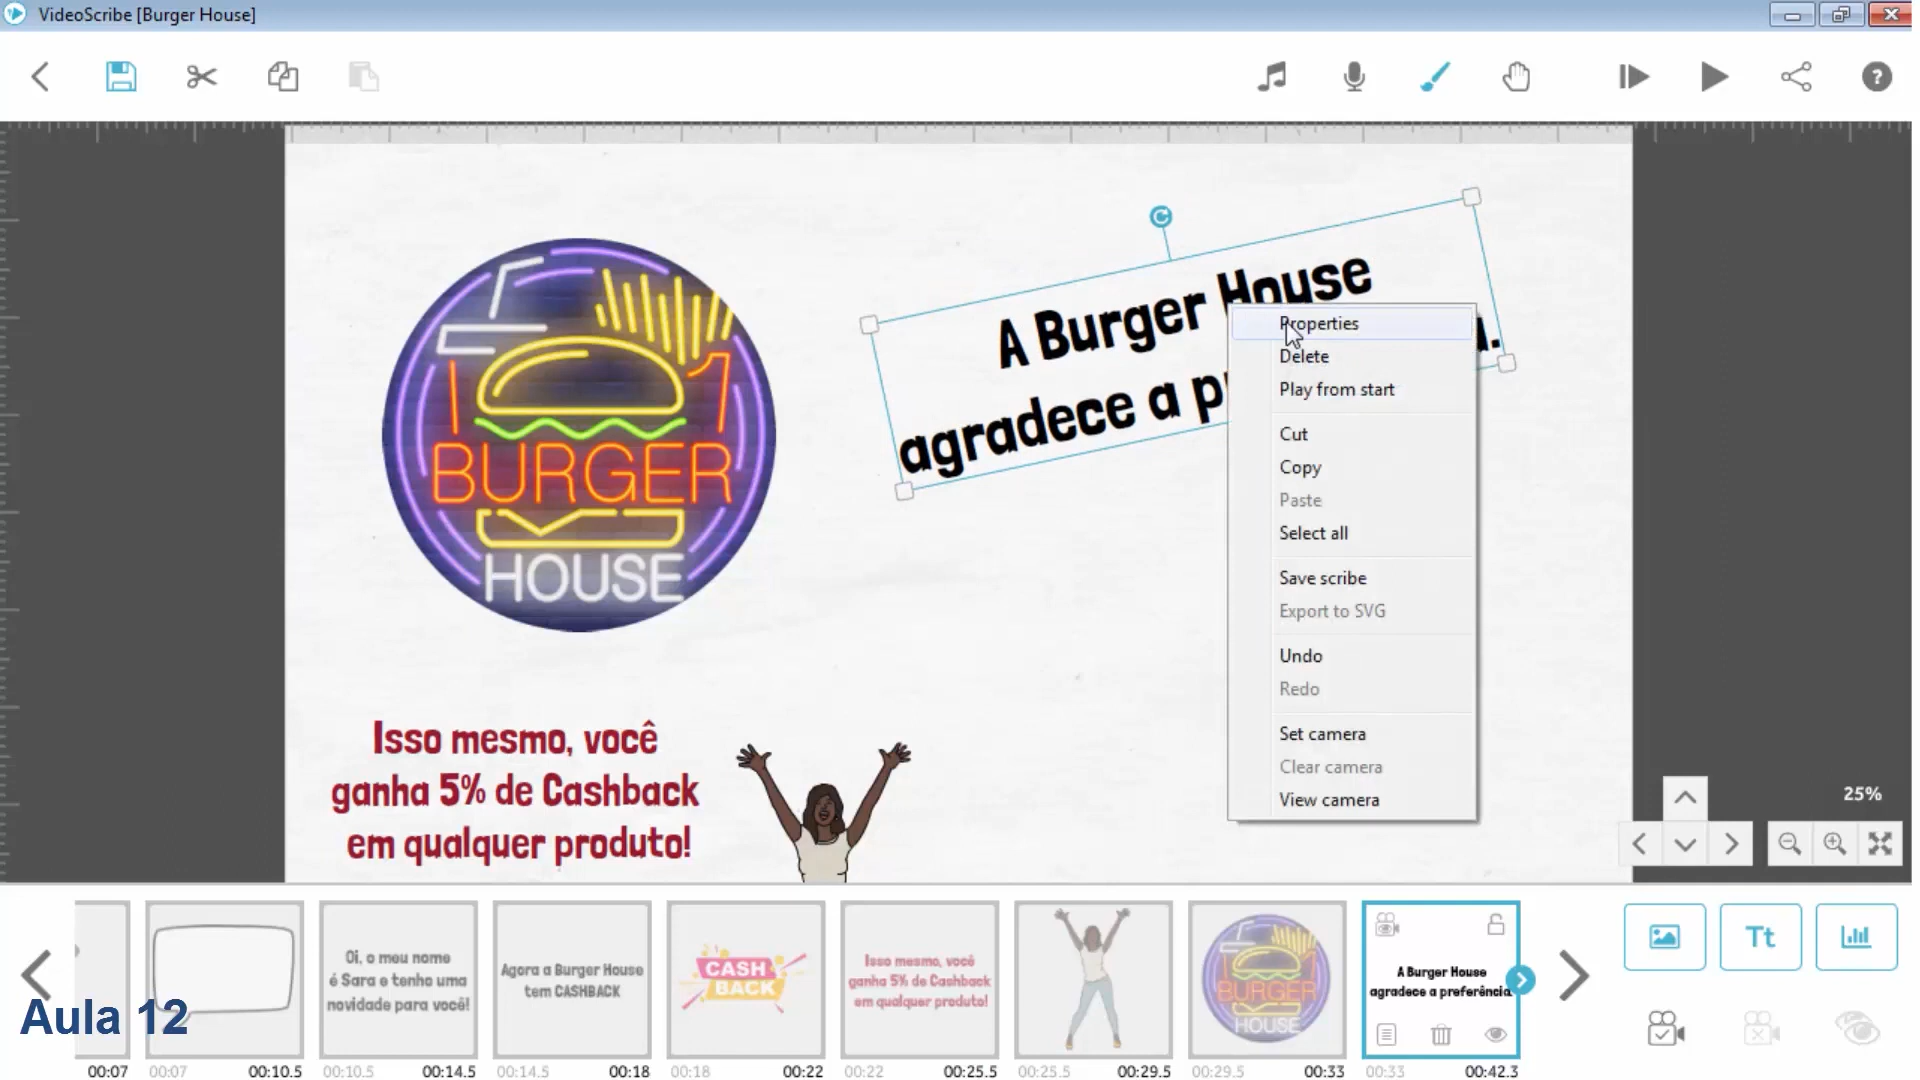 VideoScribe [Burger House]
A Burger House
agradece a
BURGER
HOUSE
Properties
Delete
Play from start
Cut
Copy
Paste
Select all
Save scribe
Export to SVG
Undo
Redo
Set camera
Clear camera
View camera
Isso mesmo, você
ganha 5% de Cashback
em qualquer produto!
25%
Oi, o meu nome
é Sara e tenho uma
novidade para você!
Agora a Burger House
tem CASHBACK
CASH
BACK
Isso mesmo, você
ganha 5% de Cashback
em qualquer produto!
BURGER
HOUSE
A Burger House
agradece a preferência.
Tt
Aula 12
00:07
00:07 00:10.5
00:10.5 00:14.5
00:14.5 00:18
00:18 00:22
00:22 00:25.5
00:25.5 00:29.5
00:29.5 00:33
00:33 00:42.3